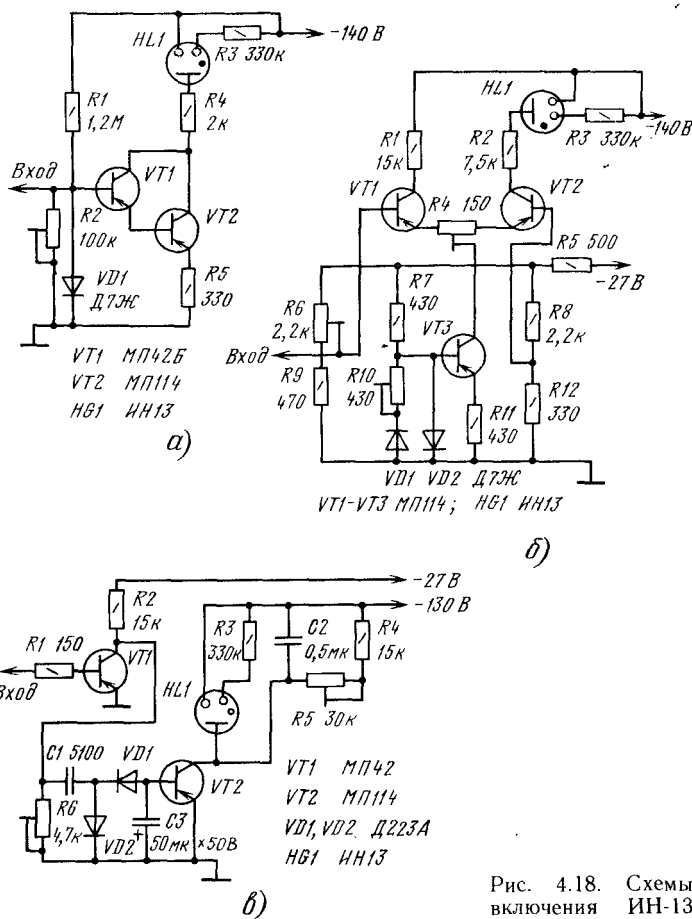 HL1
R3 330к
-140 В
R1
1,2М
R4
2к
Вход
VT1
R2
100к
VT2
VD1
Д7Ж
R5
330
VT1 МП42Б
VT2 МП114
HG1 ИН13
а)
HL1
R1
15к
R2
7,5к
R3 330к
-140В
VT1
R4 150
VT2
R5 500
-27В
R7
430
R6
2,2к
VT3
R8
2,2к
Вход
R9
470
R10
430
R11
430
R12
330
VD1 VD2 Д7Ж
VT1-VT3 МП114; HG1 ИН13
б)
-27В
-130В
R2
15к
R3
330к
C2
0,5мк
R4
15к
R1 150
VT1
Вход
HL1
R5 30к
C1 5100 VD1
VT2
R6
4,7к
VD2
+
C3
50мк×50В
VT1 МП42
VT2 МП114
VD1, VD2 Д223А
HG1 ИН13
в)
Рис. 4.18. Схемы
включения ИН-13